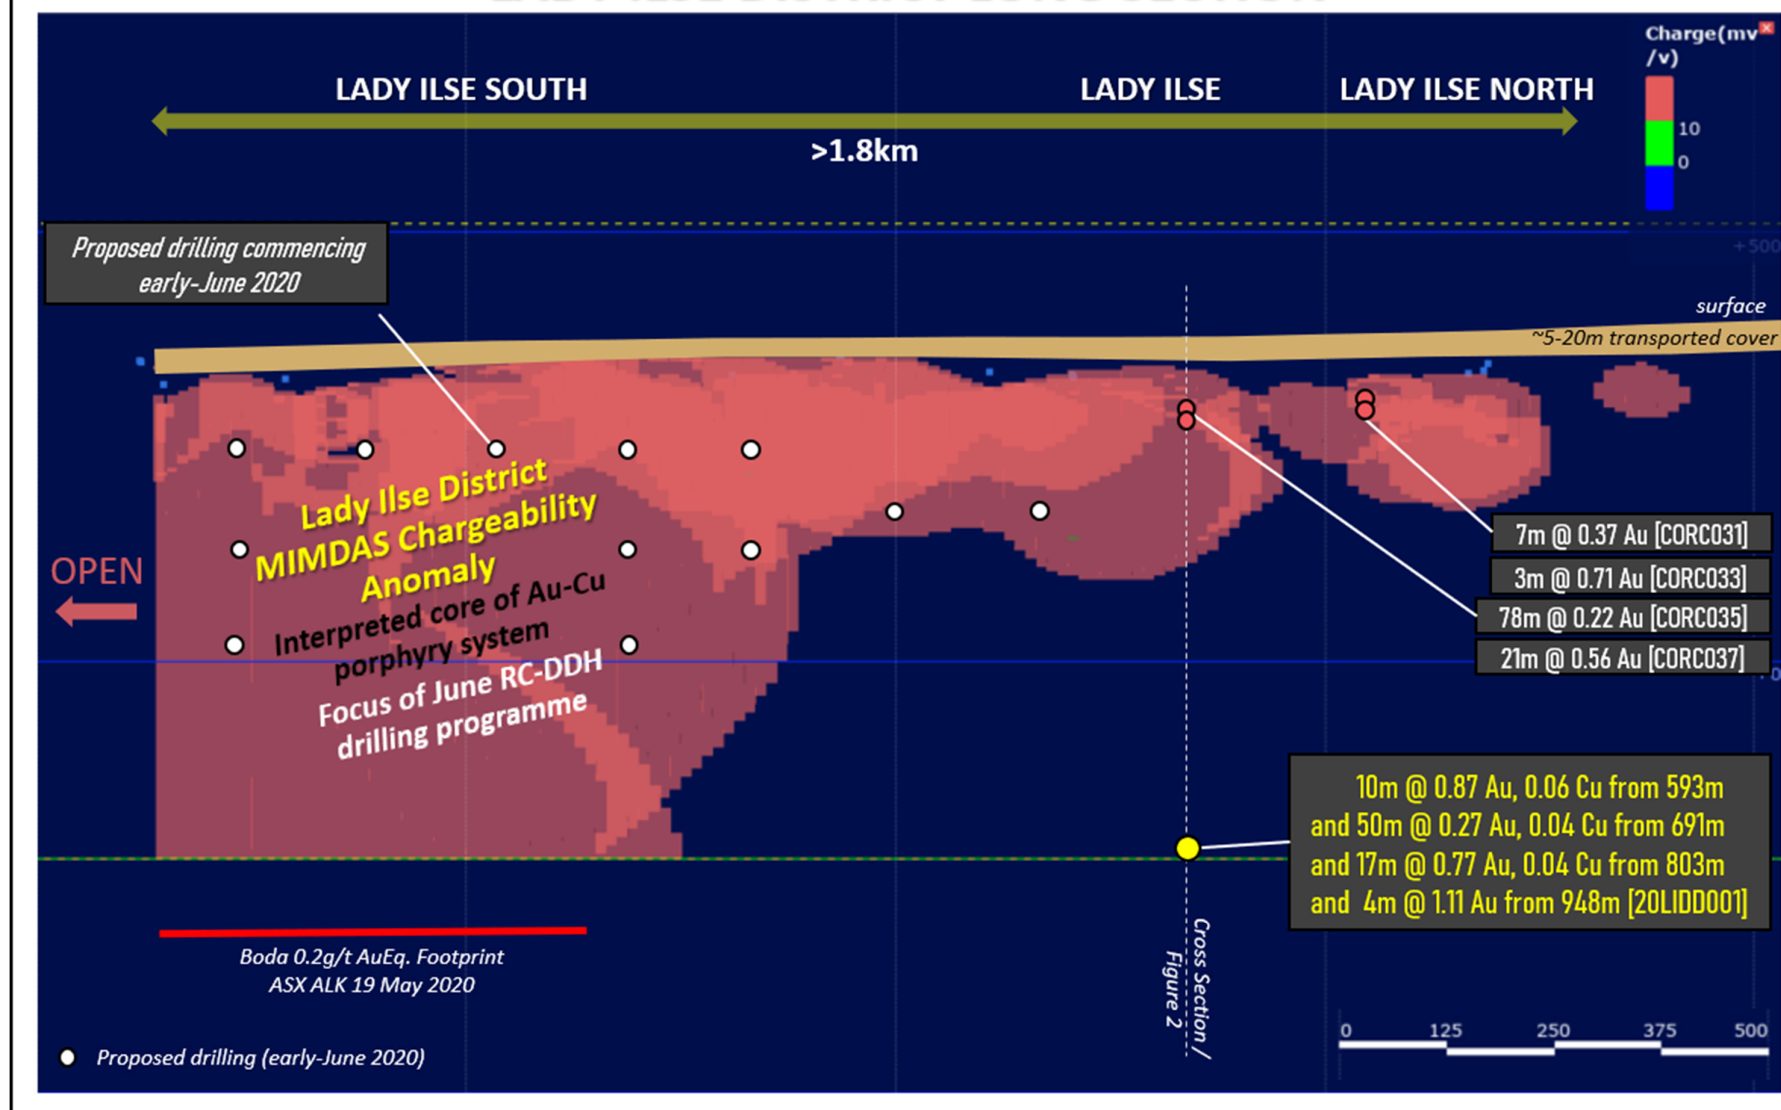 Charge(mv
/v)
10
0
LADY ILSE SOUTH
LADY ILSE
LADY ILSE NORTH
>1.8km
Proposed drilling commencing
early-June 2020
+500
surface
~5-20m transported cover
Lady Ilse District
MIMDAS Chargeability
Anomaly
Interpreted core of Au-Cu
porphyry system
Focus of June RC-DDH
drilling programme
OPEN
7m @ 0.37 Au [CORC031]
3m @ 0.71 Au [CORC033]
78m @ 0.22 Au [CORC035]
21m @ 0.56 Au [CORC037]
10m @ 0.87 Au, 0.06 Cu from 593m
and 50m @ 0.27 Au, 0.04 Cu from 691m
and 17m @ 0.77 Au, 0.04 Cu from 803m
and 4m @ 1.11 Au from 948m [20LIDD001]
Boda 0.2g/t AuEq. Footprint
ASX ALK 19 May 2020
Cross Section /
Figure 2
0 125 250 375 500
Proposed drilling (early-June 2020)